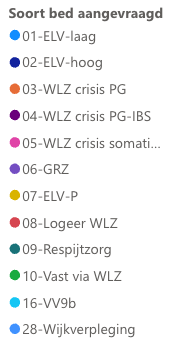 Soort bed aangevraagd
01-ELV-laag
02-ELV-hoog
03-WLZ crisis PG
04-WLZ crisis PG-IBS
05-WLZ crisis somati...
06-GRZ
07-ELV-P
08-Logeer WLZ
09-Respijtzorg
10-Vast via WLZ
16-VV9b
28-Wijkverpleging